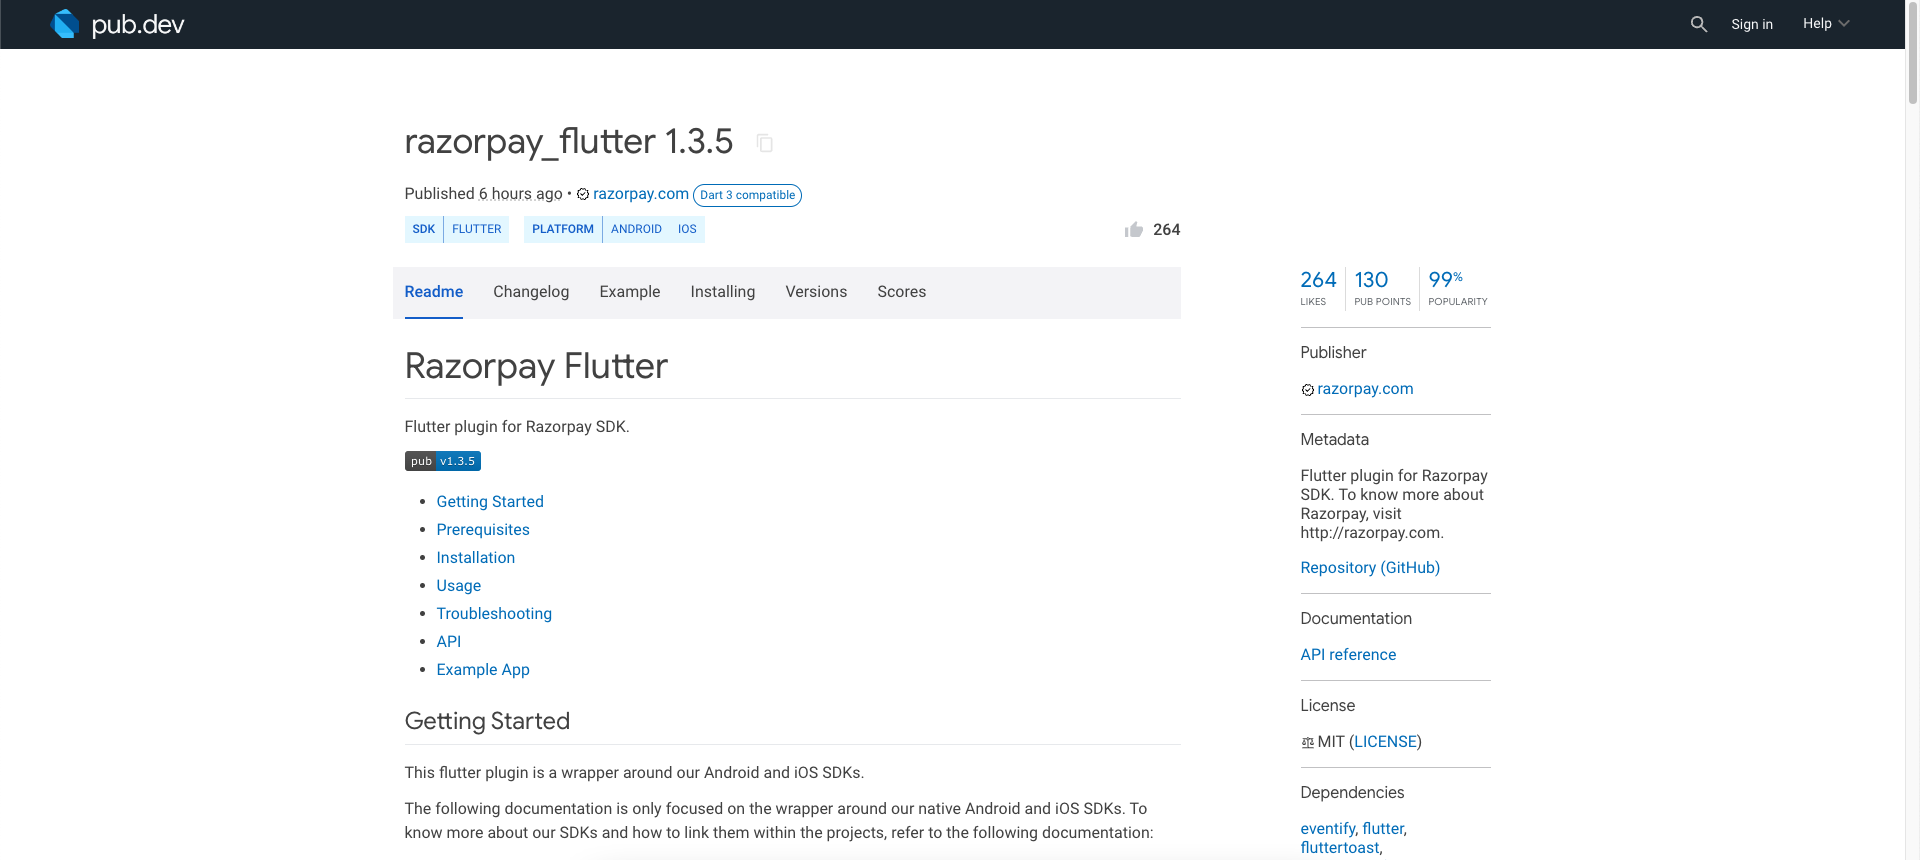 pub.dev
Sign in
Help
razorpay_flutter 1.3.5
Published 6 hours ago • razorpay.com Dart 3 compatible
SDK FLUTTER PLATFORM ANDROID IOS
264
Readme Changelog Example Installing Versions Scores
Razorpay Flutter
Flutter plugin for Razorpay SDK.
pub v1.3.5
• Getting Started
• Prerequisites
• Installation
• Usage
• Troubleshooting
• API
• Example App
Getting Started
This flutter plugin is a wrapper around our Android and iOS SDKs.
The following documentation is only focused on the wrapper around our native Android and iOS SDKs. To
know more about our SDKs and how to link them within the projects, refer to the following documentation:
264 130 99%
LIKES PUB POINTS POPULARITY
Publisher
razorpay.com
Metadata
Flutter plugin for Razorpay
SDK. To know more about
Razorpay, visit
http://razorpay.com.
Repository (GitHub)
Documentation
API reference
License
MIT (LICENSE)
Dependencies
eventify, flutter,
fluttertoast,